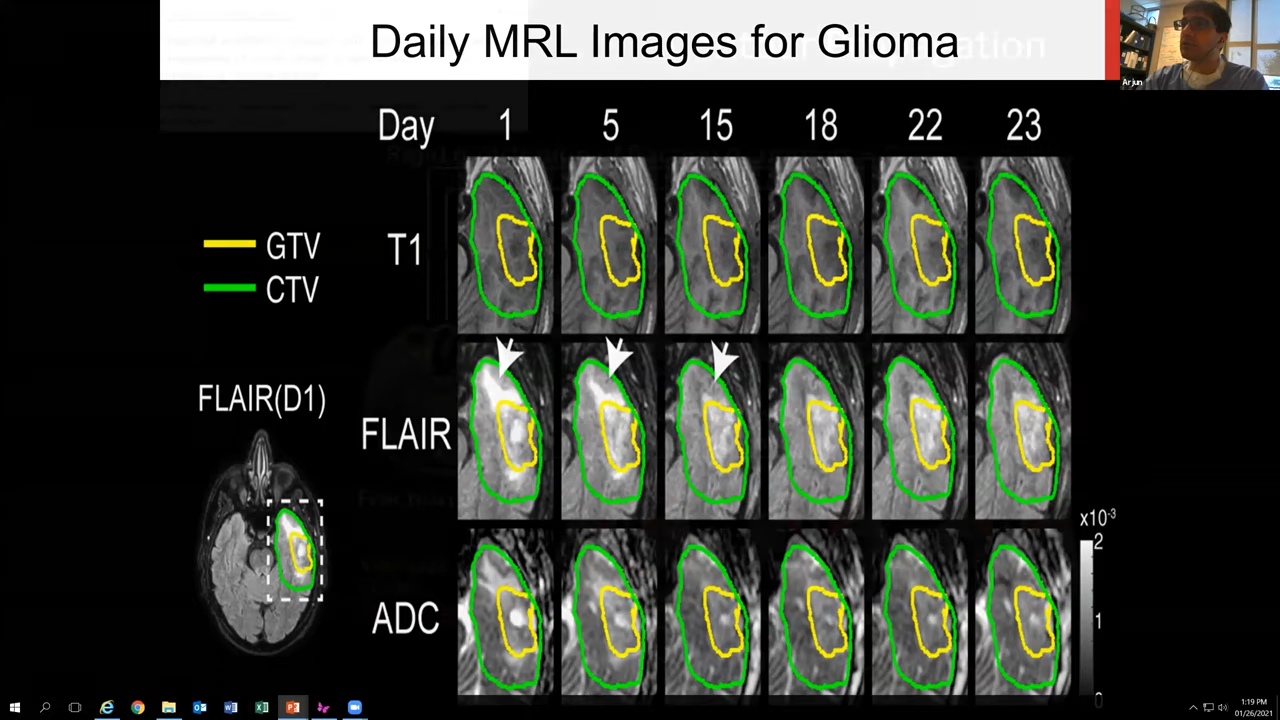 Daily MRL Images for Glioma
Arjun
Day 1 5 15 18 22 23
GTV
CTV
T1
FLAIR(D1)
FLAIR
ADC
x10-3
2
1
0
1:19 PM
01/26/2021